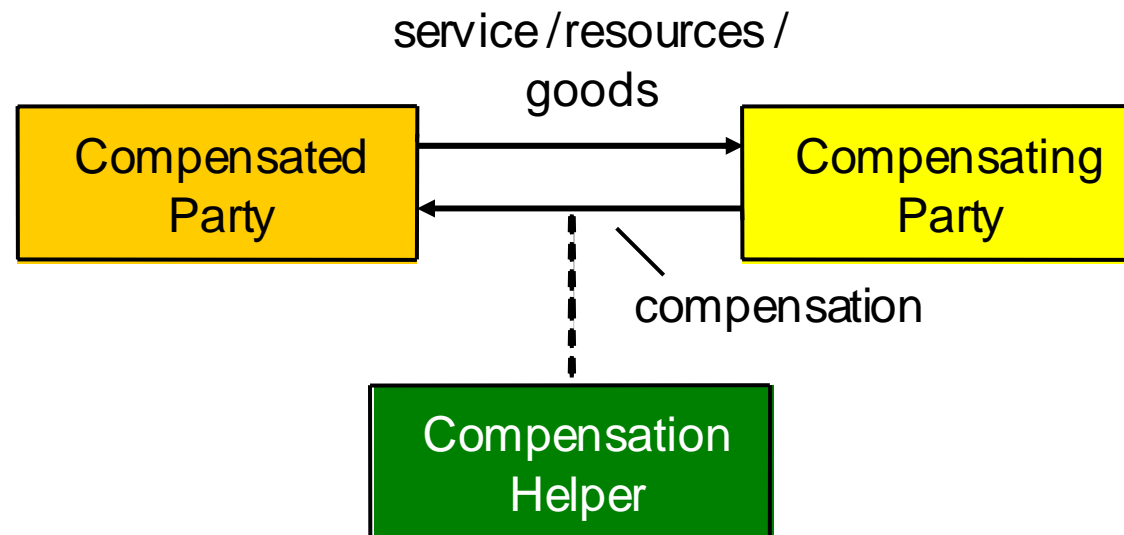 service/resources/
goods
Compensated
Party
Compensating
Party
compensation
Compensation
Helper